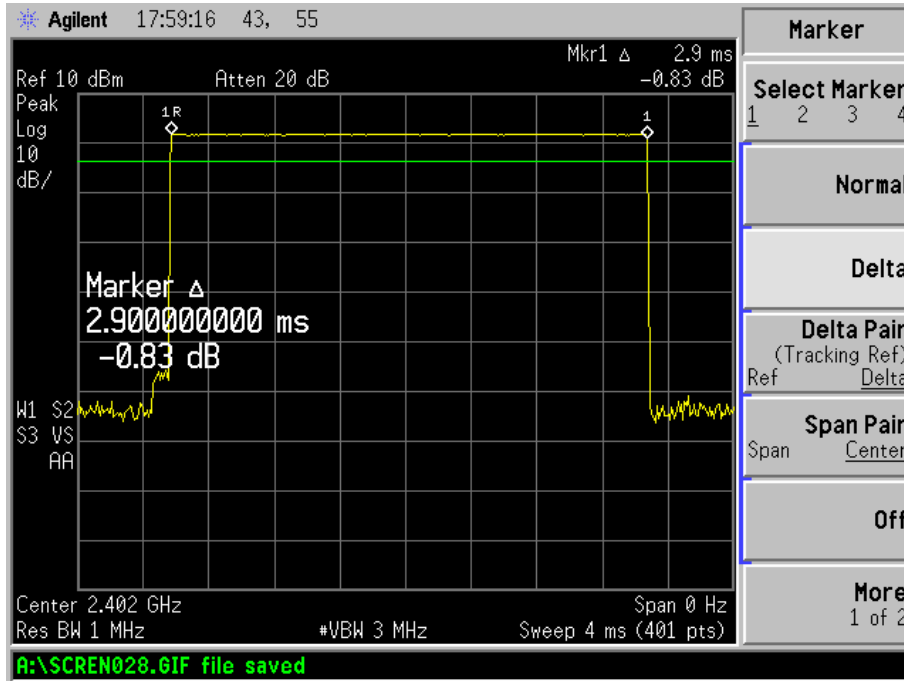 Agilent 17:59:16 43, 55
Mkr1 Δ 2.9 ms
Ref 10 dBm Atten 20 dB -0.83 dB
Peak
Log
10
dB/
1R
1
Marker Δ
2.900000000 ms
-0.83 dB
W1 S2
S3 VS
AA
Center 2.402 GHz Span 0 Hz
Res BW 1 MHz #VBW 3 MHz Sweep 4 ms (401 pts)
A:\SCREN028.GIF file saved
Marker
Select Marker
1 2 3 4
Normal
Delta
Delta Pair
(Tracking Ref)
Ref Delta
Span Pair
Span Center
Off
More
1 of 2